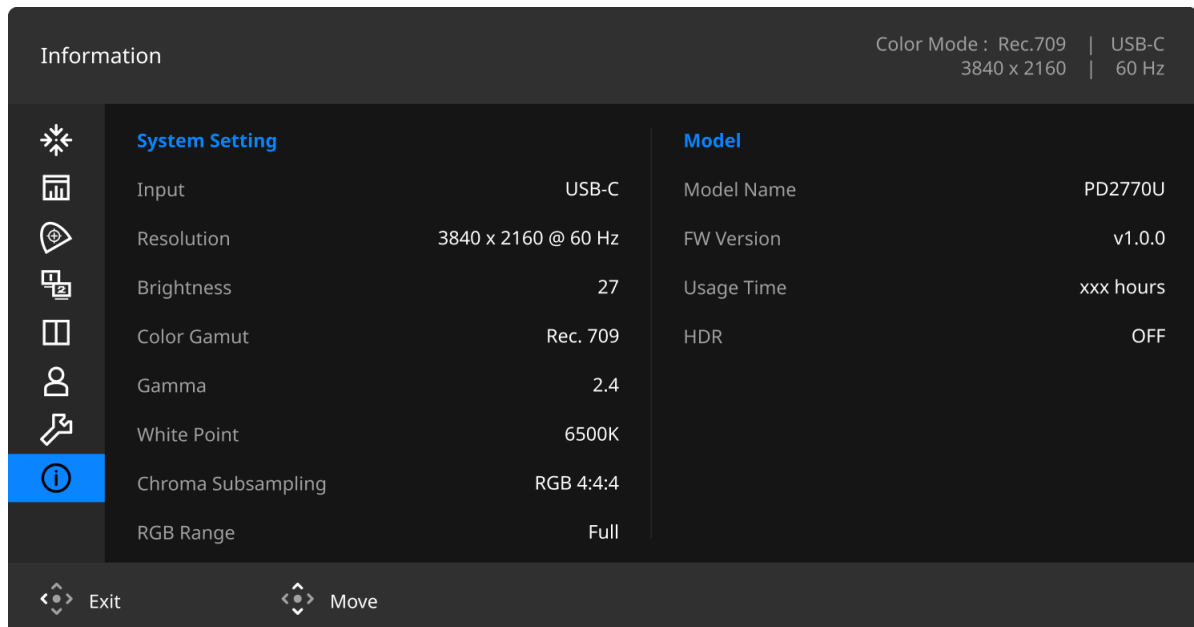 Information
Color Mode : Rec.709 | USB-C
3840 x 2160 | 60 Hz
System Setting
Input USB-C
Resolution 3840 x 2160 @ 60 Hz
Brightness 27
Color Gamut Rec. 709
Gamma 2.4
White Point 6500K
Chroma Subsampling RGB 4:4:4
RGB Range Full
Model
Model Name PD2770U
FW Version v1.0.0
Usage Time xxx hours
HDR OFF
Exit Move